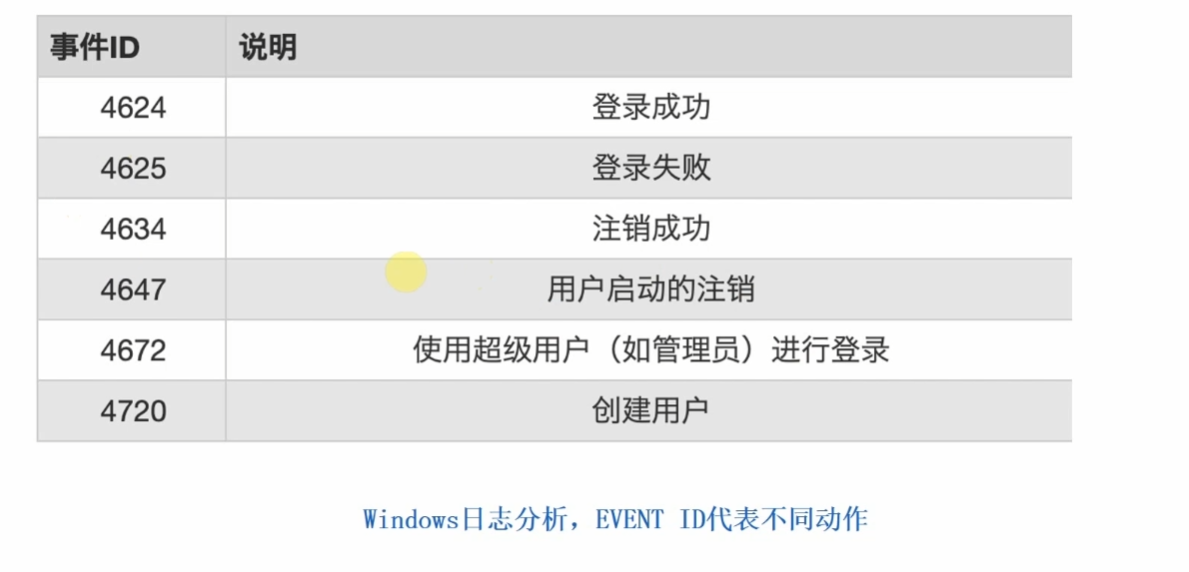 事件ID 说明
4624 登录成功
4625 登录失败
4634 注销成功
4647 用户启动的注销
4672 使用超级用户（如管理员）进行登录
4720 创建用户
Windows日志分析，EVENT ID代表不同动作